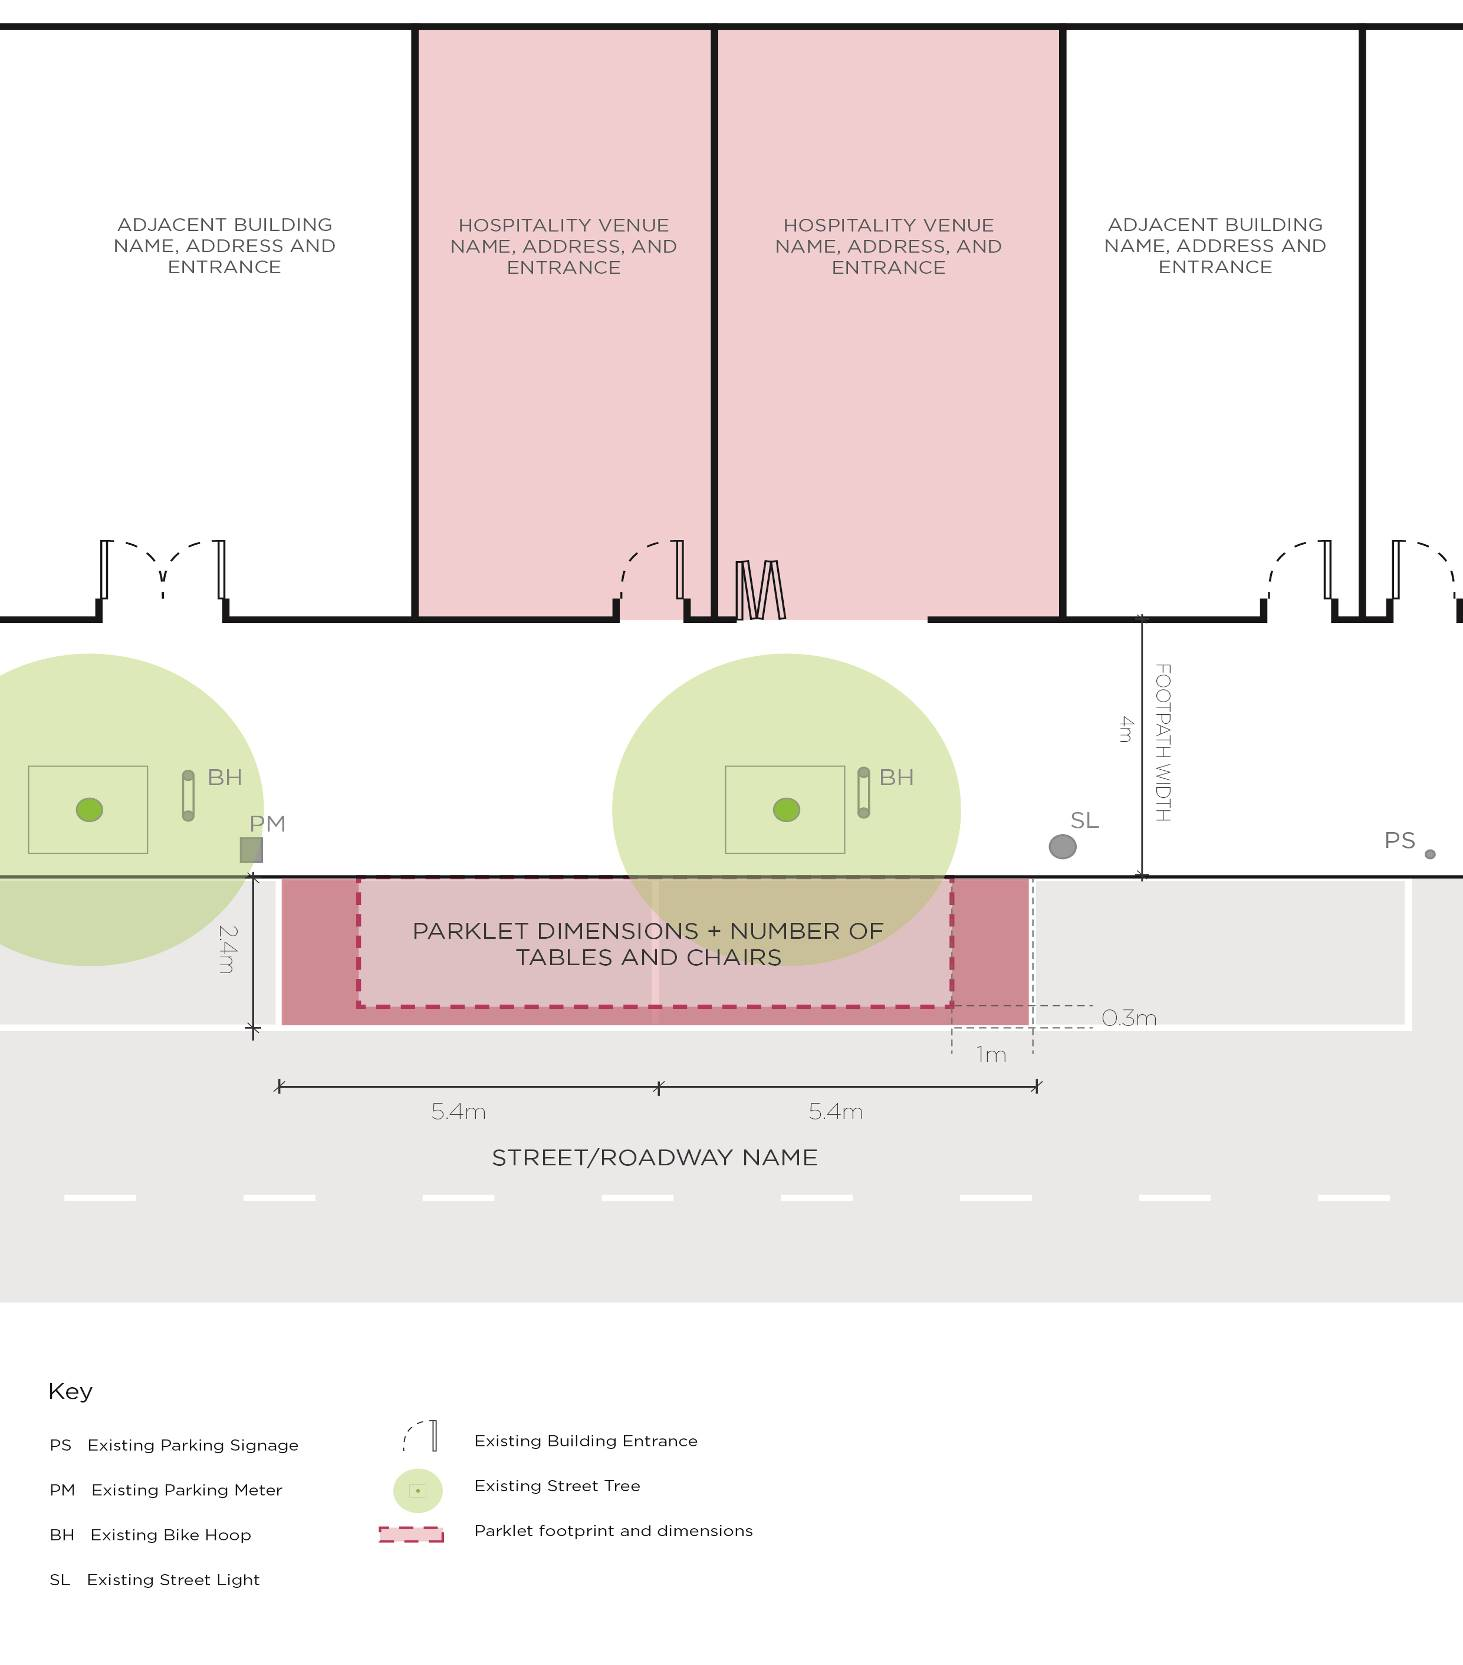 ADJACENT BUILDING
NAME, ADDRESS AND
ENTRANCE
HOSPITALITY VENUE
NAME, ADDRESS, AND
ENTRANCE
HOSPITALITY VENUE
NAME, ADDRESS, AND
ENTRANCE
ADJACENT BUILDING
NAME, ADDRESS AND
ENTRANCE
FOOTPATH WIDTH
4m
BH
PM
BH
SL
PS
2.4m
PARKLET DIMENSIONS + NUMBER OF
TABLES AND CHAIRS
0.3m
1m
5.4m
5.4m
STREET/ROADWAY NAME
Key
PS Existing Parking Signage
PM Existing Parking Meter
BH Existing Bike Hoop
SL Existing Street Light
Existing Building Entrance
Existing Street Tree
Parklet footprint and dimensions